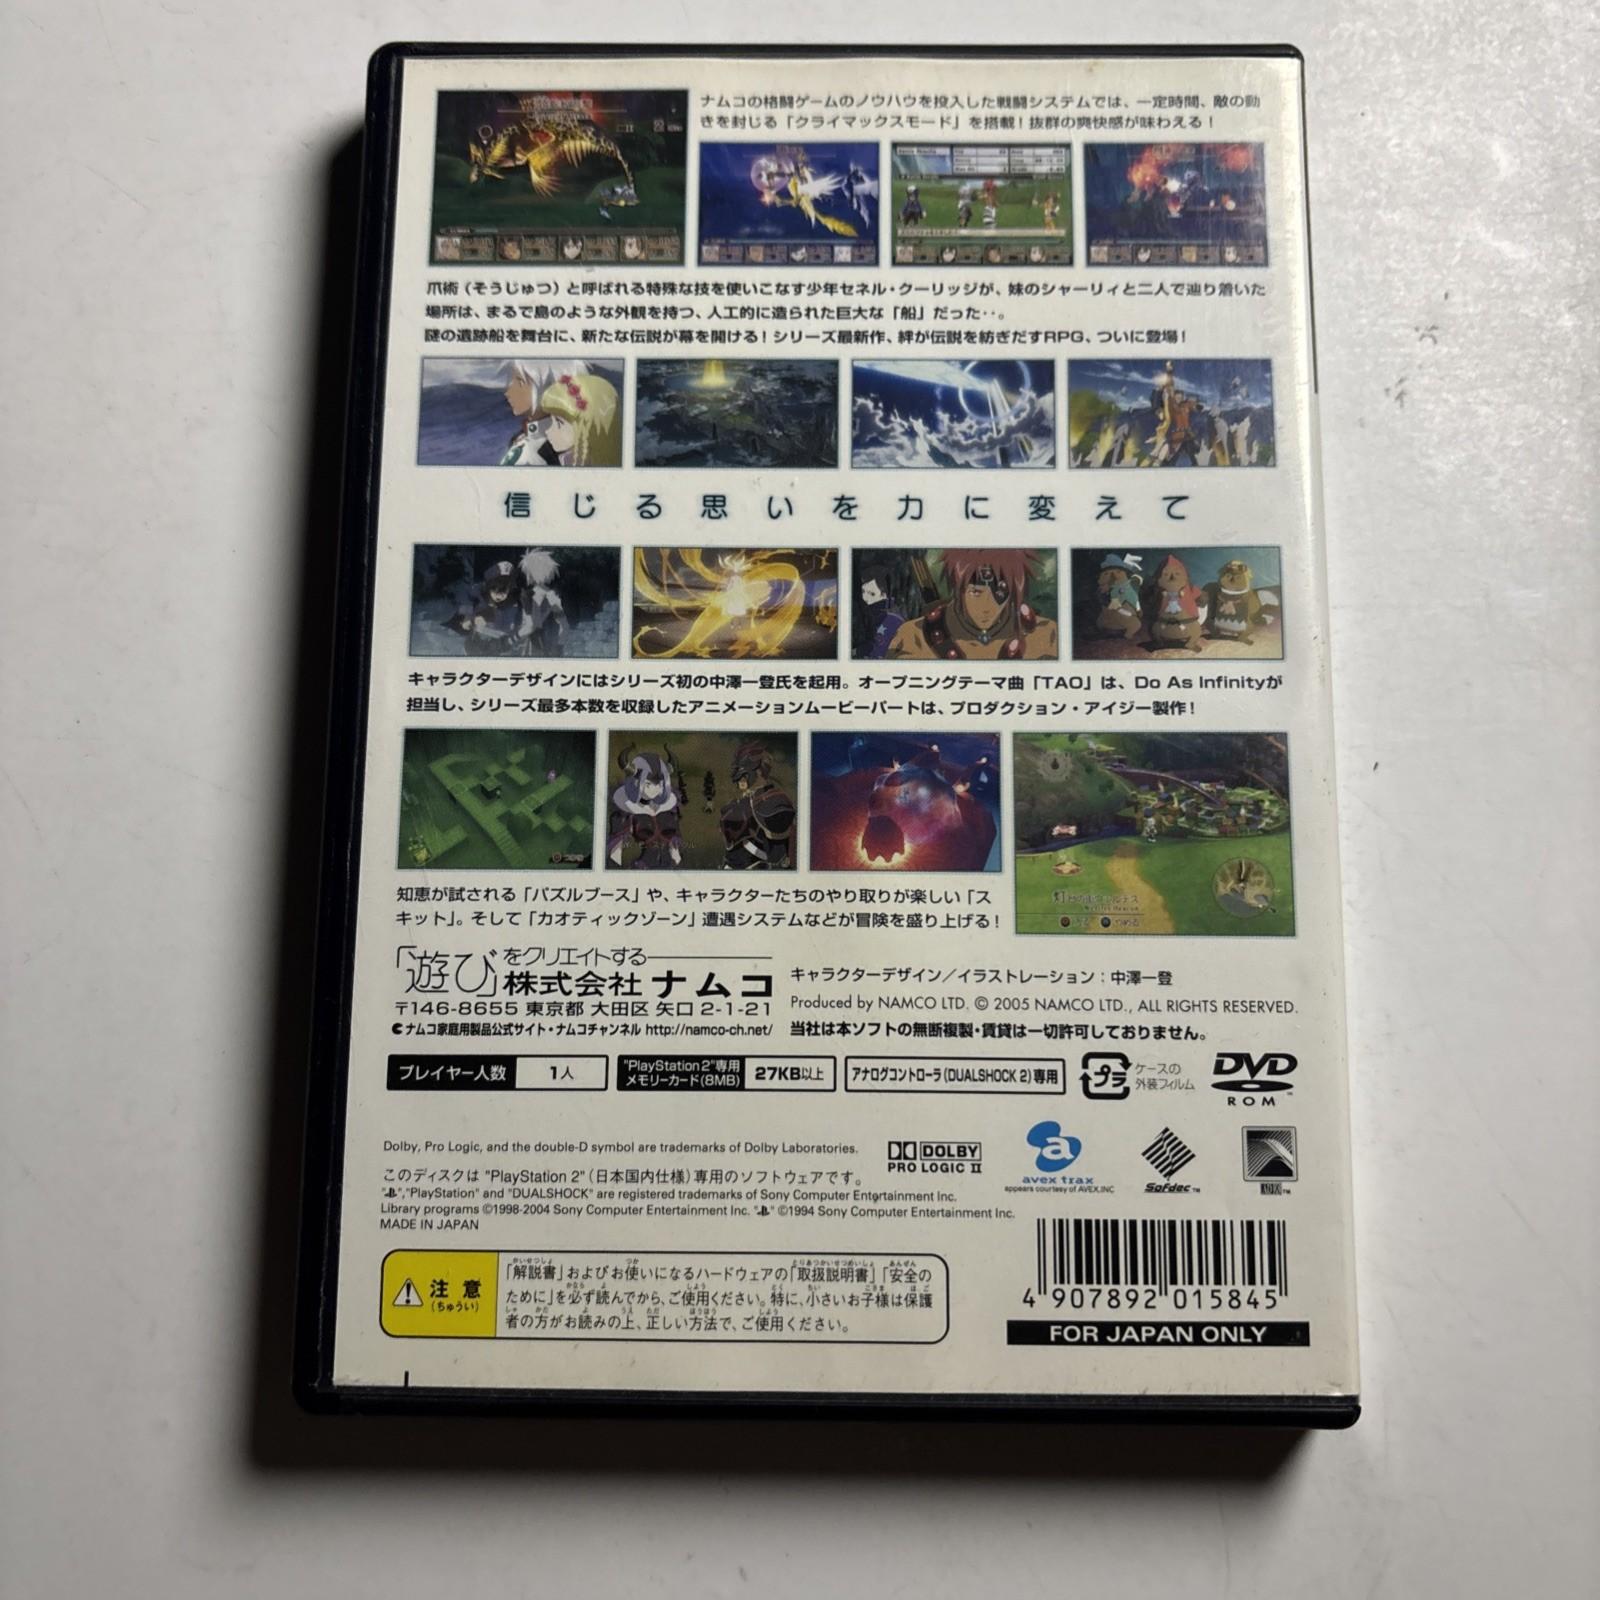 ナムコの格闘ゲームのノウハウを投入した戦闘システムでは、一定時間、敵の動
きを封じる「クライマックスモード」を搭載！抜群の爽快感が味わえる！
爪術（そうじゅつ）と呼ばれる特殊な技を使いこなす少年セネル・クーリッジが、妹のシャーリィと二人で辿り着いた
場所は、まるで島のような外観を持つ、人工的に造られた巨大な「船」だった‥。
謎の遺跡船を舞台に、新たな伝説が幕を開ける！シリーズ最新作、絆が伝説を紡ぎだすRPG、ついに登場！
信じる思いを力に変えて
キャラクターデザインにはシリーズ初の中澤一登氏を起用。オープニングテーマ曲「TAO」は、Do As Infinityが
担当し、シリーズ最多本数を収録したアニメーションムービーパートは、プロダクション・アイジー製作！
知恵が試される「パズルブース」や、キャラクターたちのやり取りが楽しい「ス
キット」。そして「カオティックゾーン」遭遇システムなどが冒険を盛り上げる！
「遊び」をクリエイトする
株式会社 ナムコ
〒146-8655 東京都 大田区 矢口 2-1-21
ナムコ家庭用製品公式サイト・ナムコチャンネル http://namco-ch.net/
キャラクターデザイン／イラストレーション：中澤一登
Produced by NAMCO LTD. © 2005 NAMCO LTD., ALL RIGHTS RESERVED.
当社は本ソフトの無断複製・賃貸は一切許可しておりません。
プレイヤー人数 1人
"PlayStation 2"専用
メモリーカード(8MB) 27KB以上
アナログコントローラ(DUALSHOCK 2)専用
プラ
ケースの
外装フィルム
DVD
ROM
Dolby, Pro Logic, and the double-D symbol are trademarks of Dolby Laboratories.
DOLBY
PRO LOGIC II
a
avex trax
appears courtesy of AVEX.INC
Sofdec™
このディスクは "PlayStation 2"（日本国内仕様）専用のソフトウェアです。
"PS","PlayStation" and "DUALSHOCK" are registered trademarks of Sony Computer Entertainment Inc.
Library programs ©1998-2004 Sony Computer Entertainment Inc. "PS" ©1994 Sony Computer Entertainment Inc.
MADE IN JAPAN
注意
（ちゅうい）
「解説書」およびお使いになるハードウェアの「取扱説明書」「安全の
ために」を必ず読んでから、ご使用ください。特に、小さいお子様は保護
者の方がお読みの上、正しい方法で、ご使用ください。
4 907892 015845
FOR JAPAN ONLY